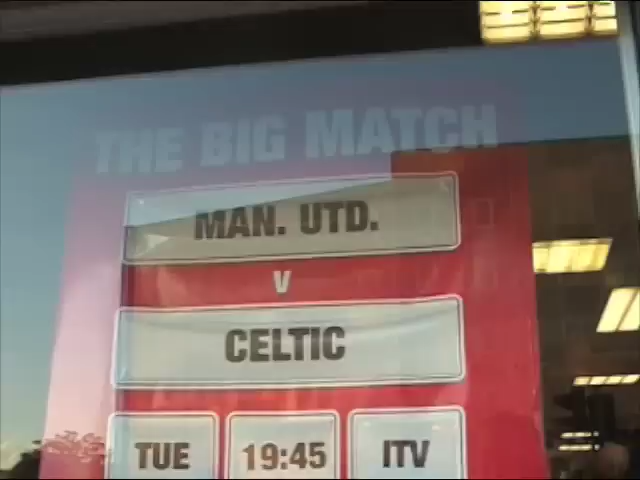 THE BIG MATCH
MAN. UTD.
V
CELTIC
TUE 19:45 ITV